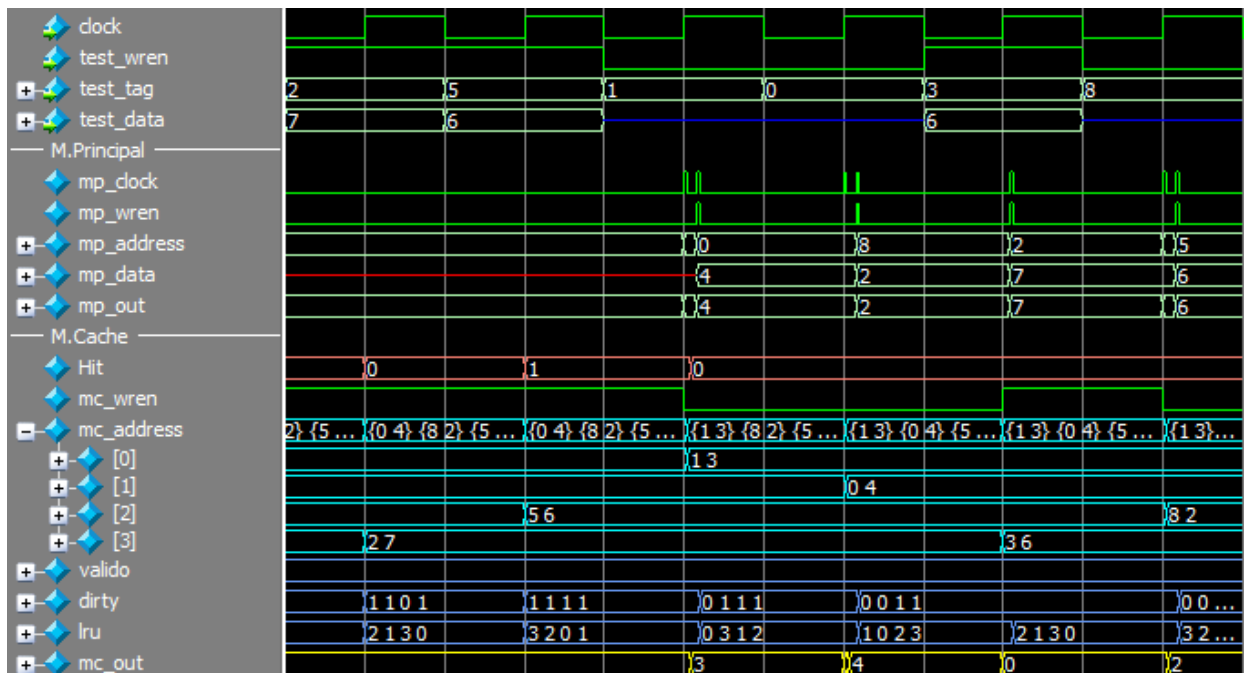 clock
test_wren
test_tag 2 5 1 0 3 8
test_data 7 6 6
M.Principal
mp_clock
mp_wren
mp_address 0 8 2 5
mp_data 4 2 7 6
mp_out 4 2 7 6
M.Cache
Hit 0 1 0
mc_wren
mc_address 2} {5 ... {0 4} {8 2} {5 ... {0 4} {8 2} {5 ... {1 3} {8 2} {5 ... {1 3} {0 4} {5 ... {1 3} {0 4} {5 ... {1 3}...
[0] 1 3
[1] 0 4
[2] 5 6 8 2
[3] 2 7 3 6
valido
dirty 1 1 0 1 1 1 1 1 0 1 1 1 0 0 1 1 0 0 ...
lru 2 1 3 0 3 2 0 1 0 3 1 2 1 0 2 3 2 1 3 0 3 2 ...
mc_out 3 4 0 2